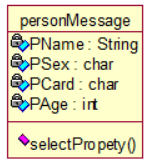 personMessage
PName : String
PSex : char
PCard : char
PAge : int
selectPropety()